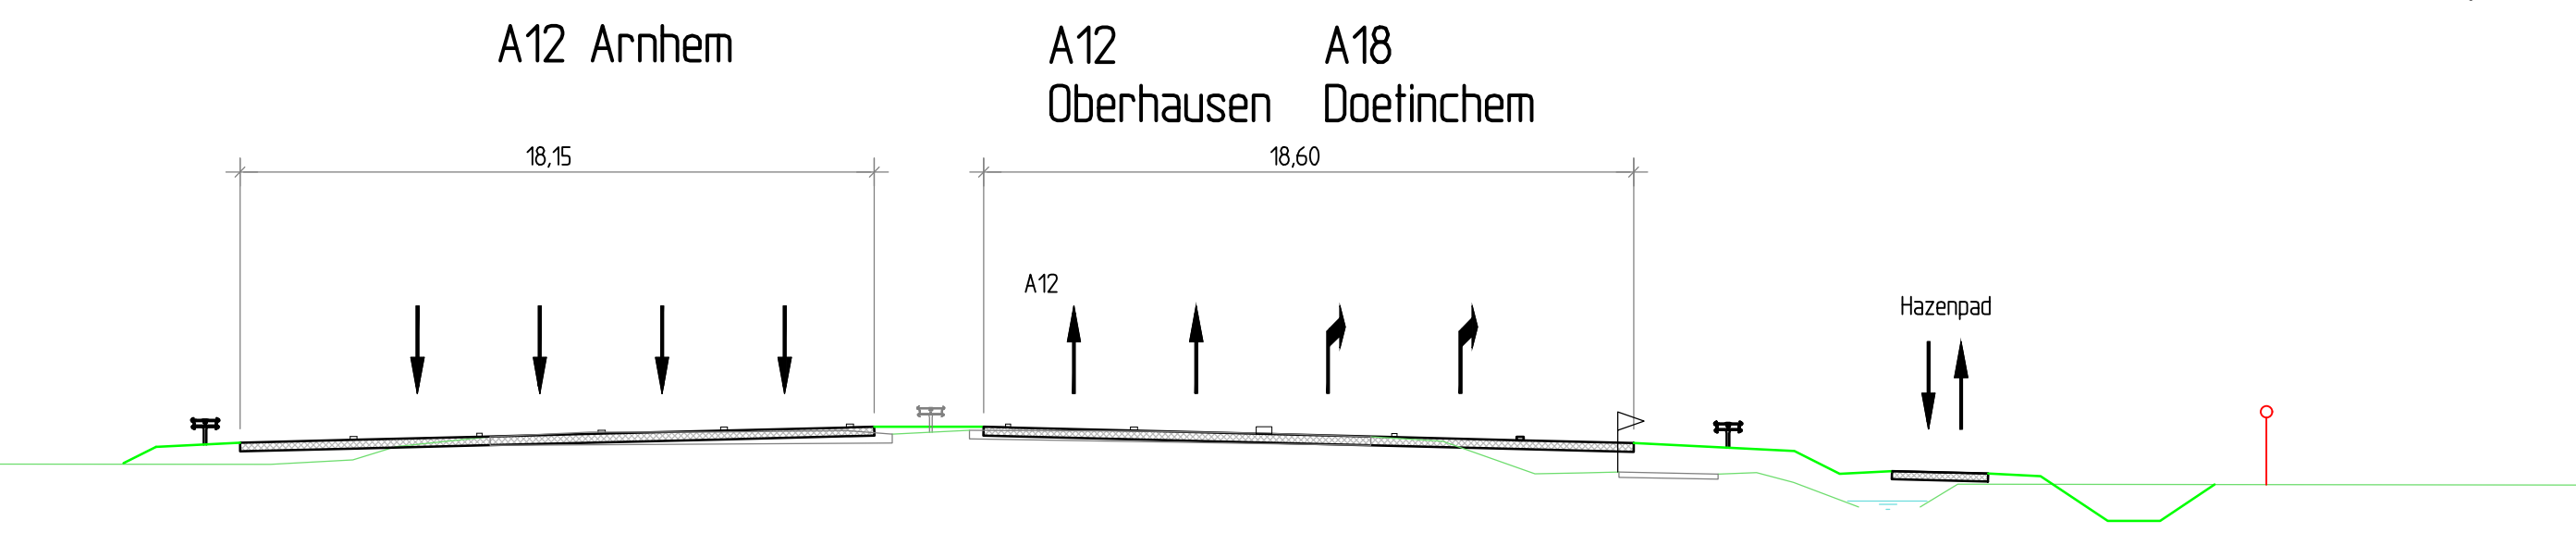 A12 Arnhem
A12
Oberhausen
A18
Doetinchem
18,15
18,60
A12
Hazenpad